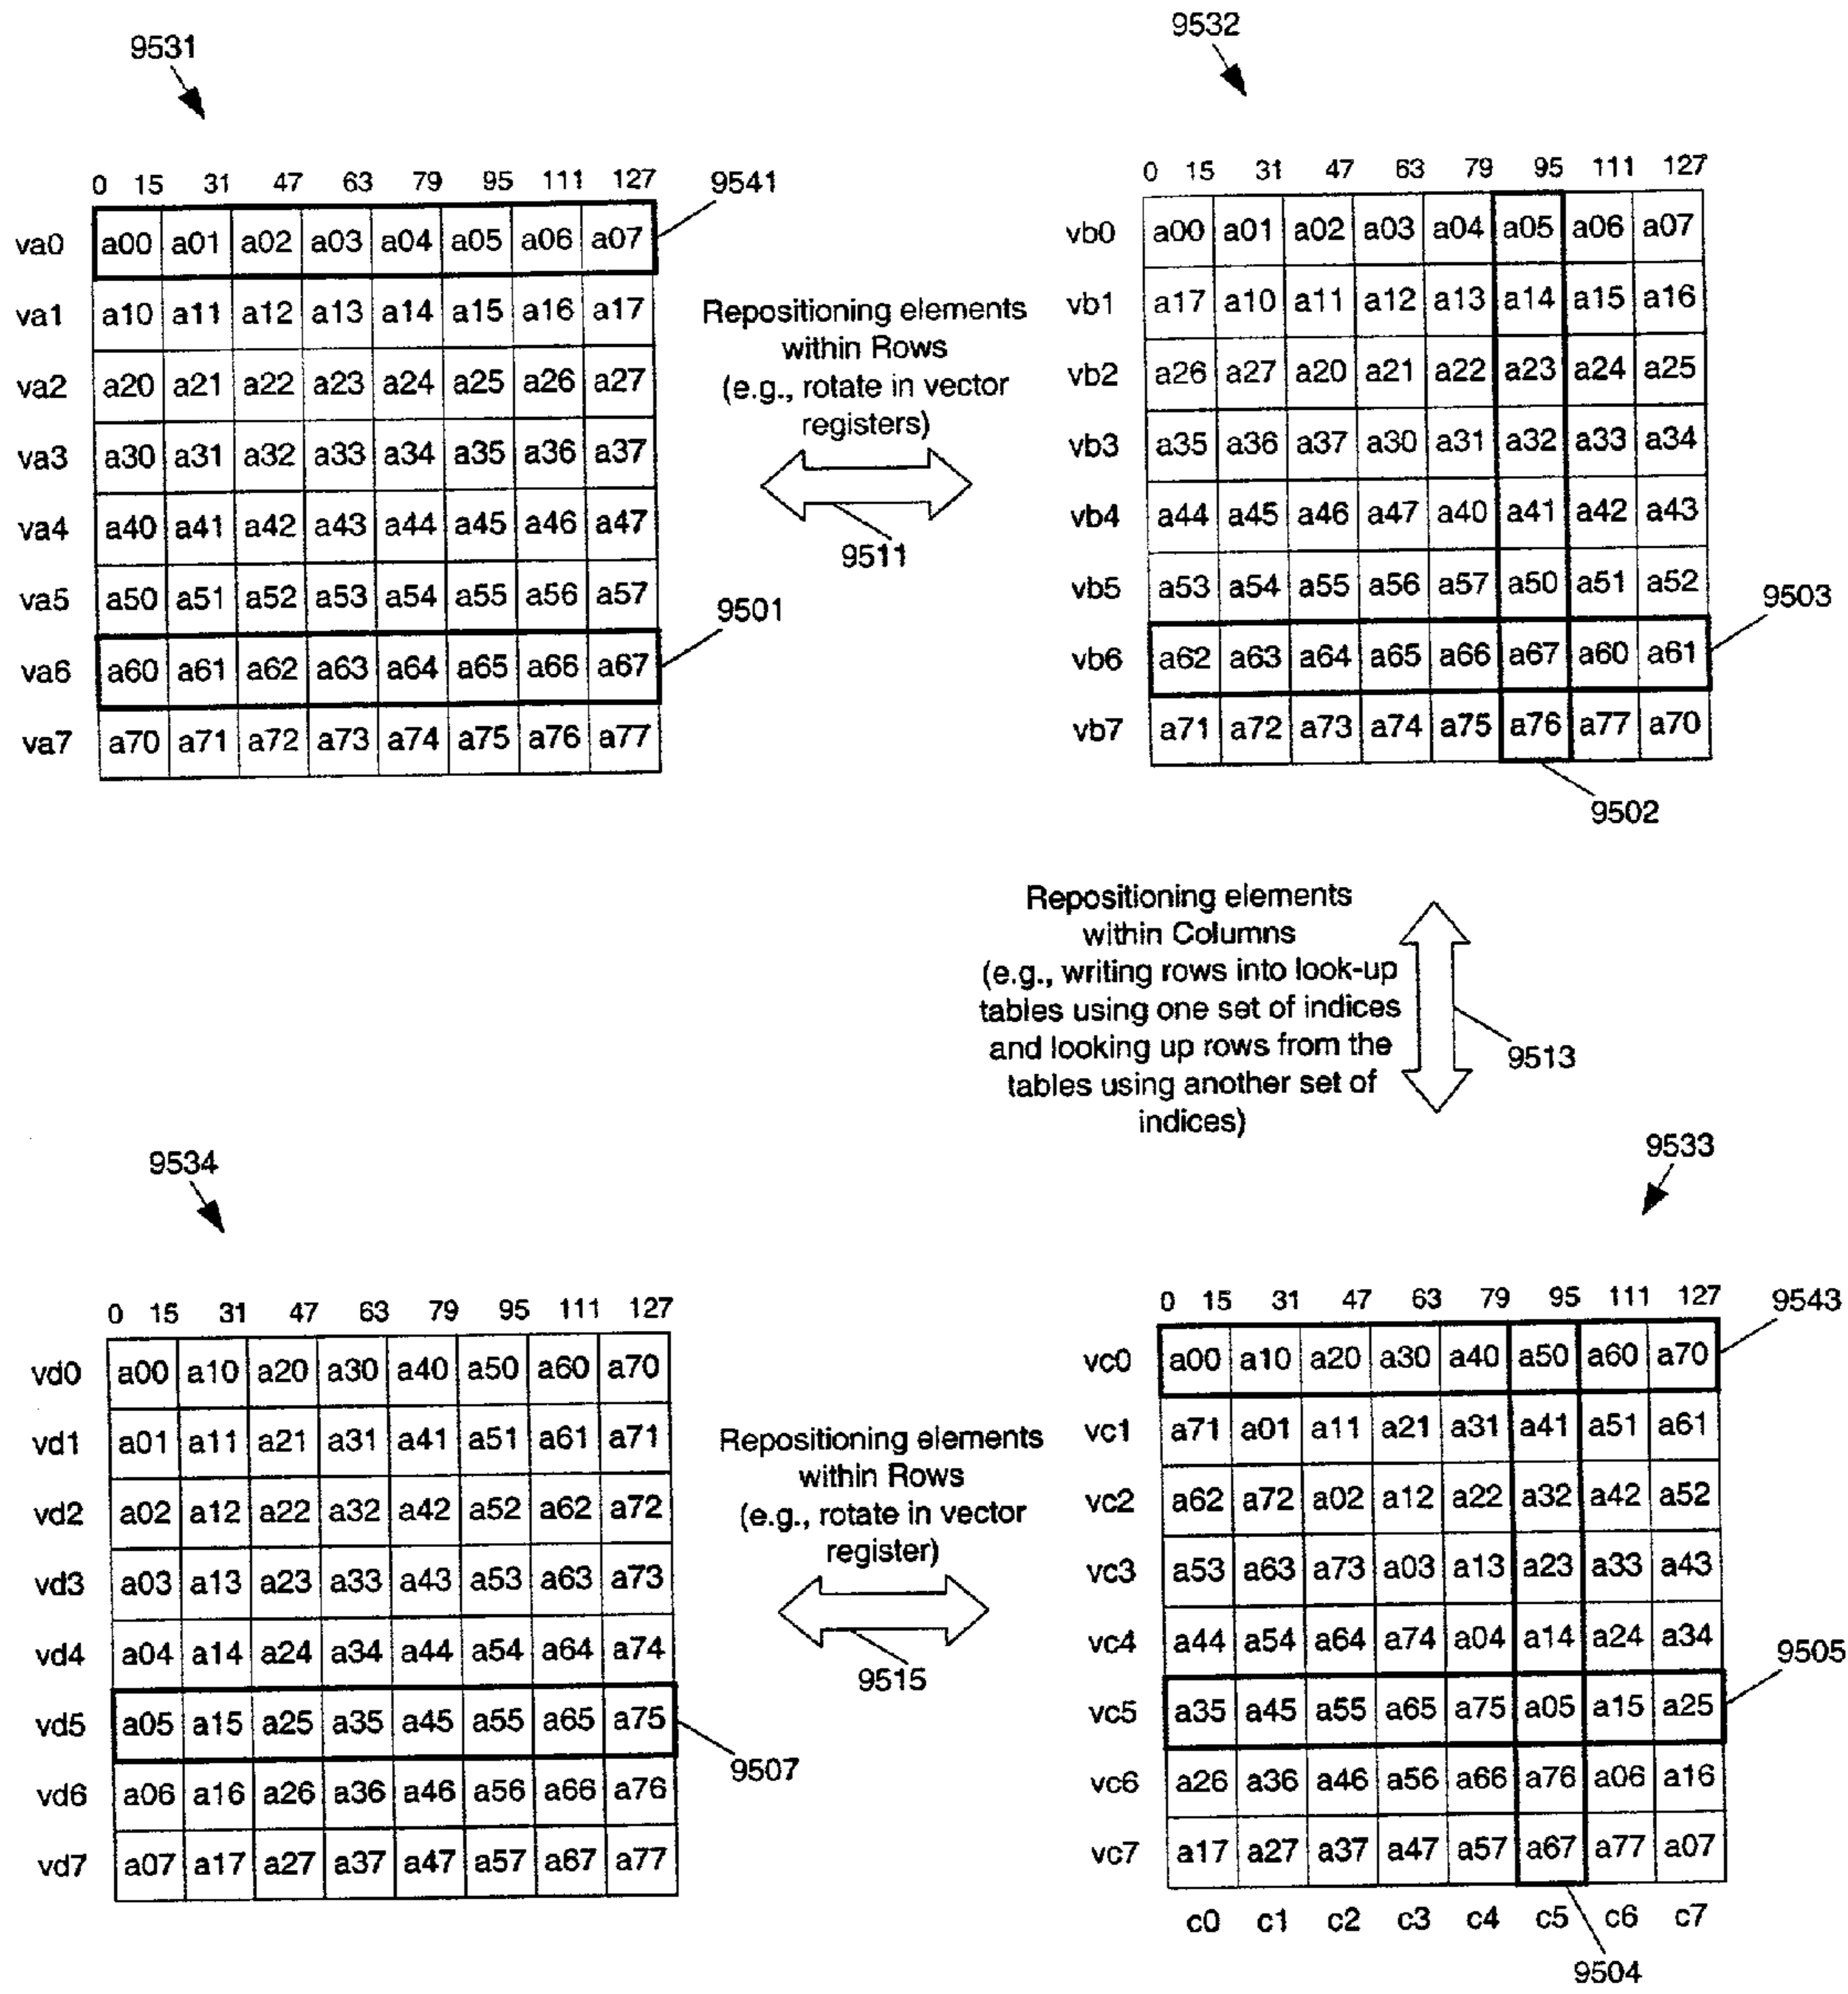 9531
0 15 31 47 63 79 95 111 127
9541
va0 a00 a01 a02 a03 a04 a05 a06 a07
va1 a10 a11 a12 a13 a14 a15 a16 a17
va2 a20 a21 a22 a23 a24 a25 a26 a27
va3 a30 a31 a32 a33 a34 a35 a36 a37
va4 a40 a41 a42 a43 a44 a45 a46 a47
va5 a50 a51 a52 a53 a54 a55 a56 a57
9501
va6 a60 a61 a62 a63 a64 a65 a66 a67
va7 a70 a71 a72 a73 a74 a75 a76 a77
Repositioning elements
within Rows
(e.g., rotate in vector
registers)
9511
9532
0 15 31 47 63 79 95 111 127
vb0 a00 a01 a02 a03 a04 a05 a06 a07
vb1 a17 a10 a11 a12 a13 a14 a15 a16
vb2 a26 a27 a20 a21 a22 a23 a24 a25
vb3 a35 a36 a37 a30 a31 a32 a33 a34
vb4 a44 a45 a46 a47 a40 a41 a42 a43
vb5 a53 a54 a55 a56 a57 a50 a51 a52
9503
vb6 a62 a63 a64 a65 a66 a67 a60 a61
vb7 a71 a72 a73 a74 a75 a76 a77 a70
9502
Repositioning elements
within Columns
(e.g., writing rows into look-up
tables using one set of indices
and looking up rows from the
tables using another set of
indices)
9513
9534
0 15 31 47 63 79 95 111 127
vd0 a00 a10 a20 a30 a40 a50 a60 a70
vd1 a01 a11 a21 a31 a41 a51 a61 a71
vd2 a02 a12 a22 a32 a42 a52 a62 a72
vd3 a03 a13 a23 a33 a43 a53 a63 a73
vd4 a04 a14 a24 a34 a44 a54 a64 a74
vd5 a05 a15 a25 a35 a45 a55 a65 a75
9507
vd6 a06 a16 a26 a36 a46 a56 a66 a76
vd7 a07 a17 a27 a37 a47 a57 a67 a77
Repositioning elements
within Rows
(e.g., rotate in vector
register)
9515
9533
0 15 31 47 63 79 95 111 127
9543
vc0 a00 a10 a20 a30 a40 a50 a60 a70
vc1 a71 a01 a11 a21 a31 a41 a51 a61
vc2 a62 a72 a02 a12 a22 a32 a42 a52
vc3 a53 a63 a73 a03 a13 a23 a33 a43
vc4 a44 a54 a64 a74 a04 a14 a24 a34
9505
vc5 a35 a45 a55 a65 a75 a05 a15 a25
vc6 a26 a36 a46 a56 a66 a76 a06 a16
vc7 a17 a27 a37 a47 a57 a67 a77 a07
c0 c1 c2 c3 c4 c5 c6 c7
9504